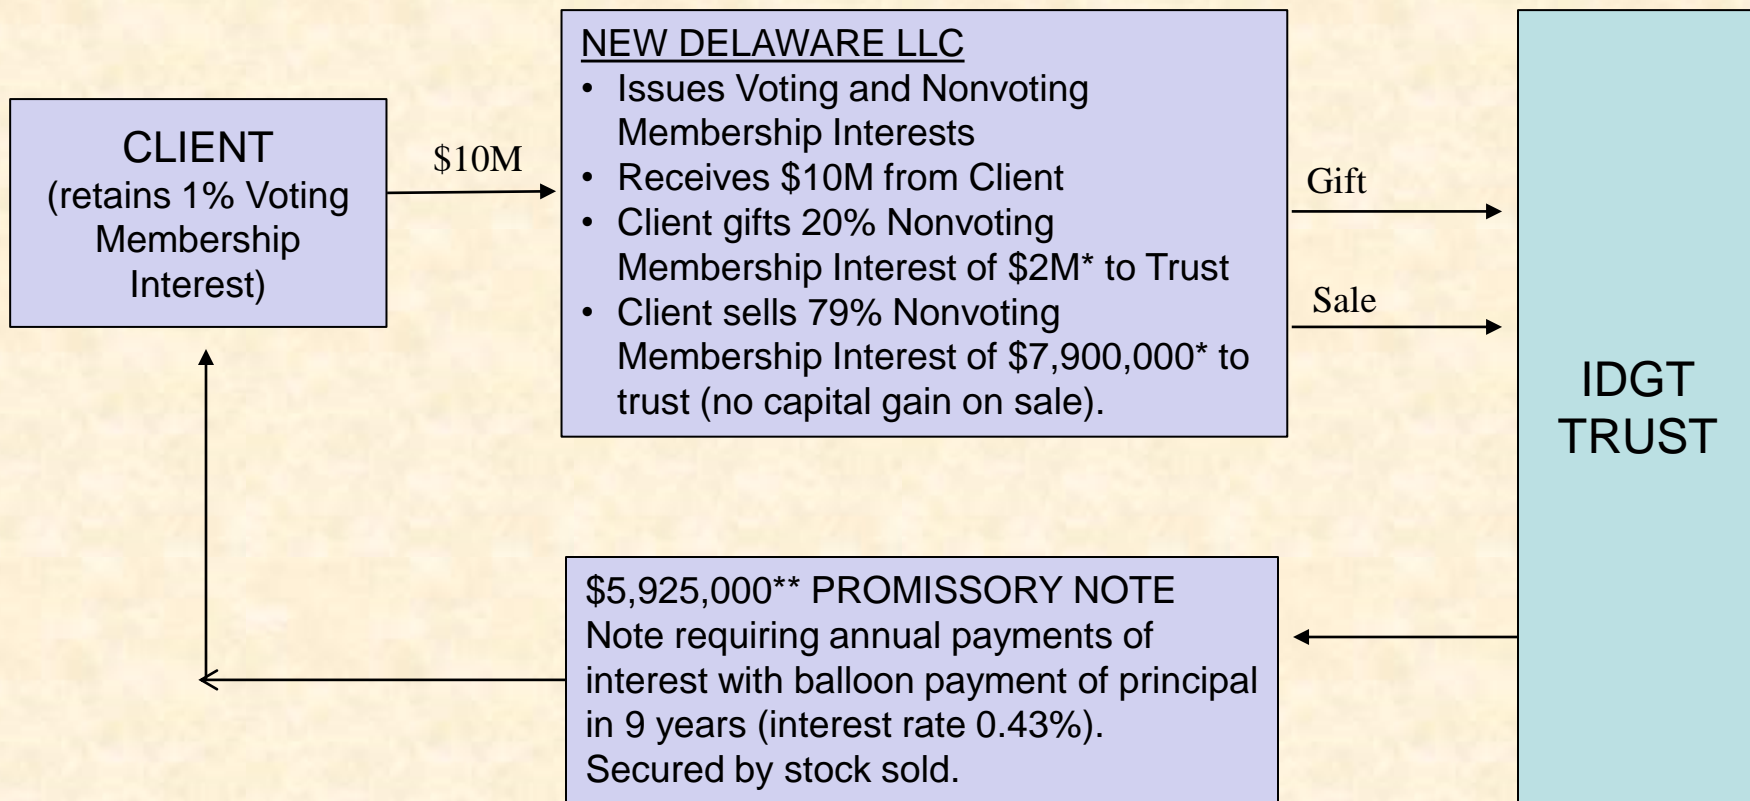 CLIENT
(retains 1% Voting
Membership
Interest)
$10M
NEW DELAWARE LLC
• Issues Voting and Nonvoting
Membership Interests
• Receives $10M from Client
• Client gifts 20% Nonvoting
Membership Interest of $2M* to Trust
• Client sells 79% Nonvoting
Membership Interest of $7,900,000* to
trust (no capital gain on sale).
Gift
Sale
IDGT
TRUST
$5,925,000** PROMISSORY NOTE
Note requiring annual payments of
interest with balloon payment of principal
in 9 years (interest rate 0.43%).
Secured by stock sold.